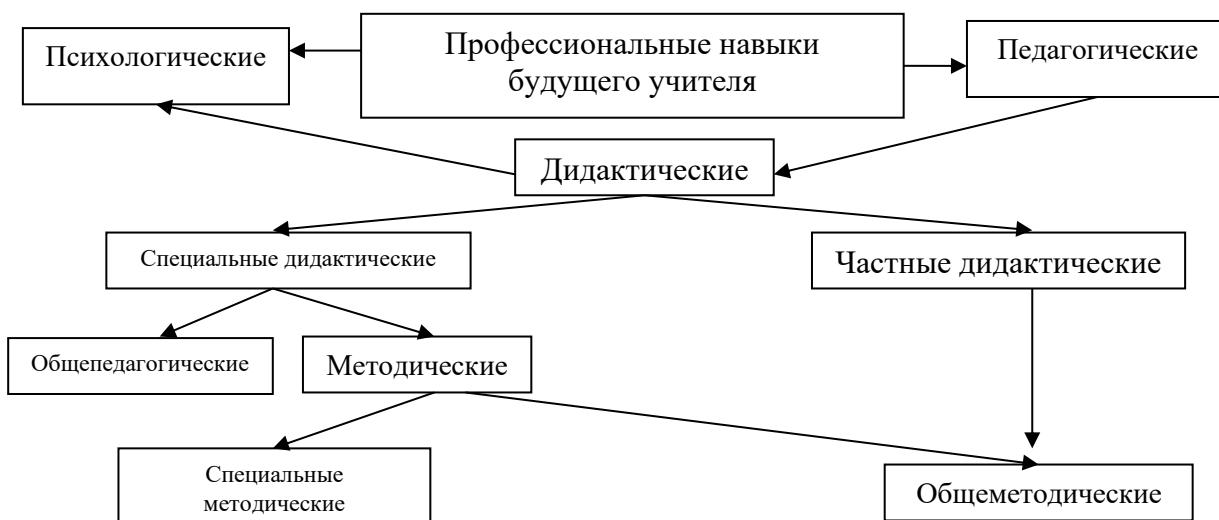 Психологические
Профессиональные навыки
будущего учителя
Педагогические
Дидактические
Специальные дидактические
Частные дидактические
Общепедагогические
Методические
Специальные
методические
Общеметодические